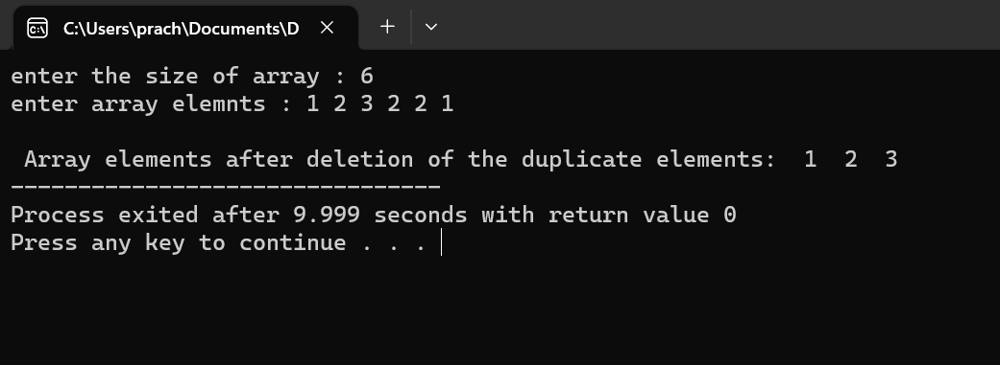 C:\Users\prach\Documents\D
enter the size of array : 6
enter array elemnts : 1 2 3 2 2 1
 Array elements after deletion of the duplicate elements:  1  2  3
--------------------------------
Process exited after 9.999 seconds with return value 0
Press any key to continue . . .